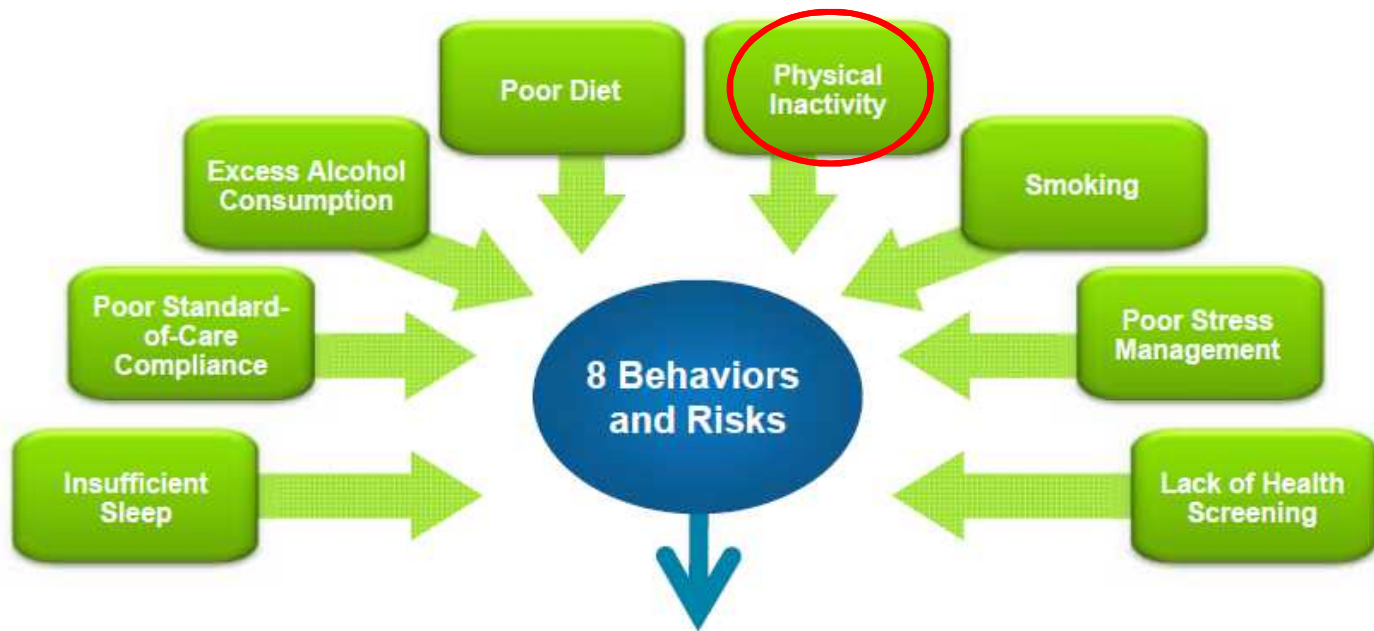 Poor Diet
Physical
Inactivity
Excess Alcohol
Consumption
Smoking
Poor Standard-
of-Care
Compliance
Poor Stress
Management
8 Behaviors
and Risks
Insufficient
Sleep
Lack of Health
Screening